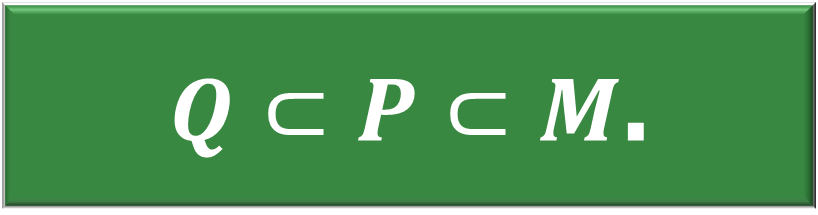 Q ⊂ P ⊂ M.